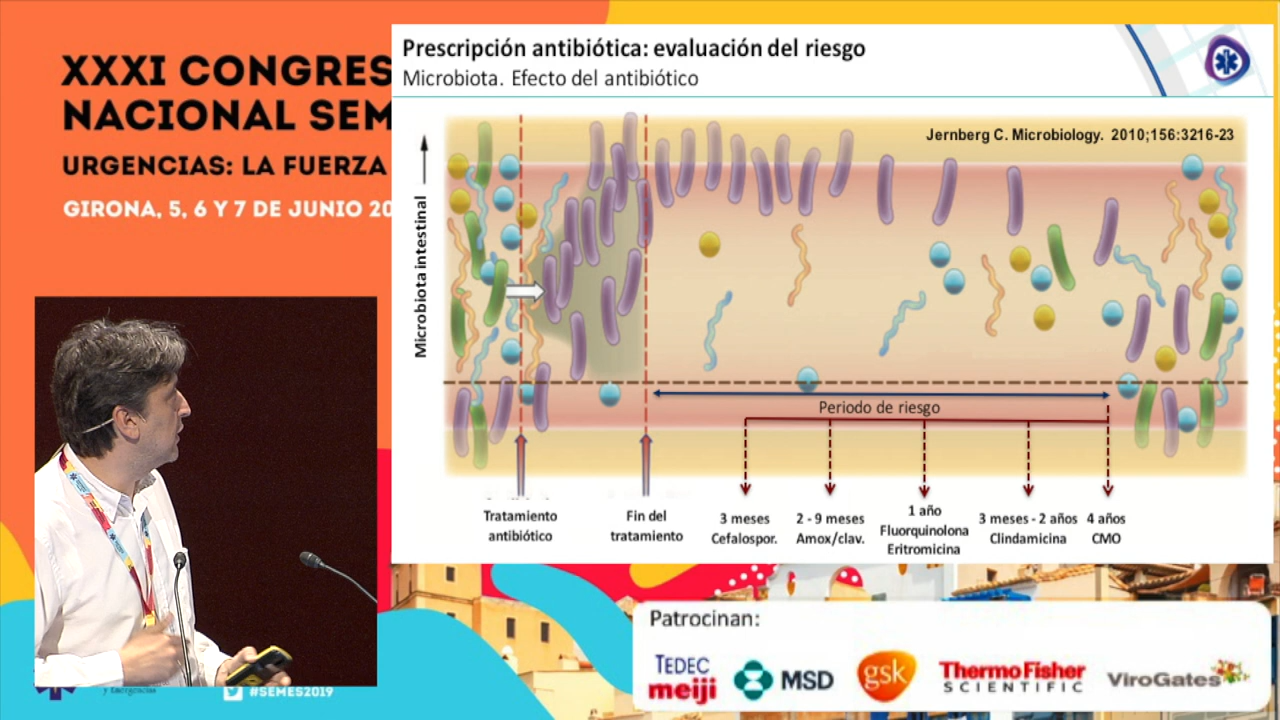 XXXI CONGRES
NACIONAL SEM
URGENCIAS: LA FUERZA
GIRONA, 5, 6 Y 7 DE JUNIO 20
Prescripción antibiótica: evaluación del riesgo
Microbiota. Efecto del antibiótico
Jernberg C. Microbiology. 2010;156:3216-23
Microbiota intestinal
Periodo de riesgo
Tratamiento
antibiótico
Fin del
tratamiento
3 meses
Cefalospor.
2 - 9 meses
Amox/clav.
1 año
Fluorquinolona
Eritromicina
3 meses - 2 años
Clindamicina
4 años
CMO
y Emergencias
#SEMES2019
Patrocinan:
TEDEC
meiji
MSD
gsk
ThermoFisher
SCIENTIFIC
ViroGates